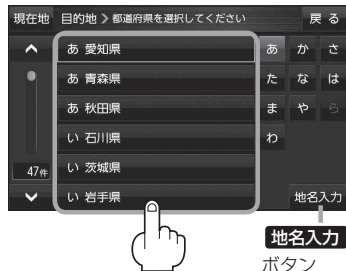 現在地 目的地 ❯ 都道府県を選択してください 戻る
あ 愛知県 あ か さ
あ 青森県 た な は
あ 秋田県 ま や ら
い 石川県 わ
い 茨城県
47件
い 岩手県 地名入力
地名入力
ボタン